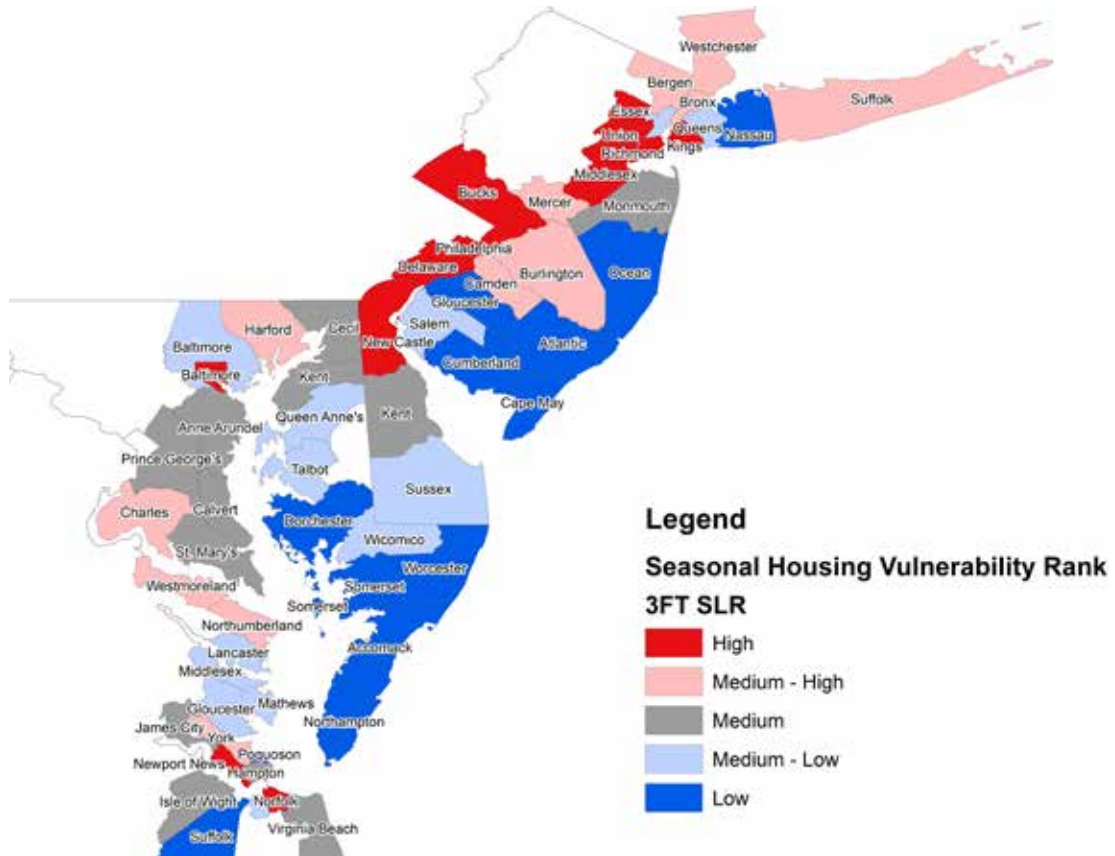 Westchester
Bergen
Bronx
Suffolk
Essex
Queens
Nassau
Union
Kings
Richmond
Middlesex
Bucks
Mercer
Monmouth
Philadelphia
Delaware
Camden
Burlington
Ocean
Gloucester
Salem
Cecil
Harford
New Castle
Atlantic
Baltimore
Cumberland
Baltimore
Kent
Cape May
Queen Anne's
Kent
Anne Arundel
Prince George's
Talbot
Sussex
Charles
Calvert
Dorchester
Wicomico
St. Mary's
Worcester
Westmoreland
Somerset
Somerset
Northumberland
Accomack
Lancaster
Middlesex
Gloucester
Mathews
Northampton
James City
York
Poquoson
Newport News
Hampton
Isle of Wight
Norfolk
Virginia Beach
Suffolk
Legend
Seasonal Housing Vulnerability Rank
3FT SLR
High
Medium - High
Medium
Medium - Low
Low